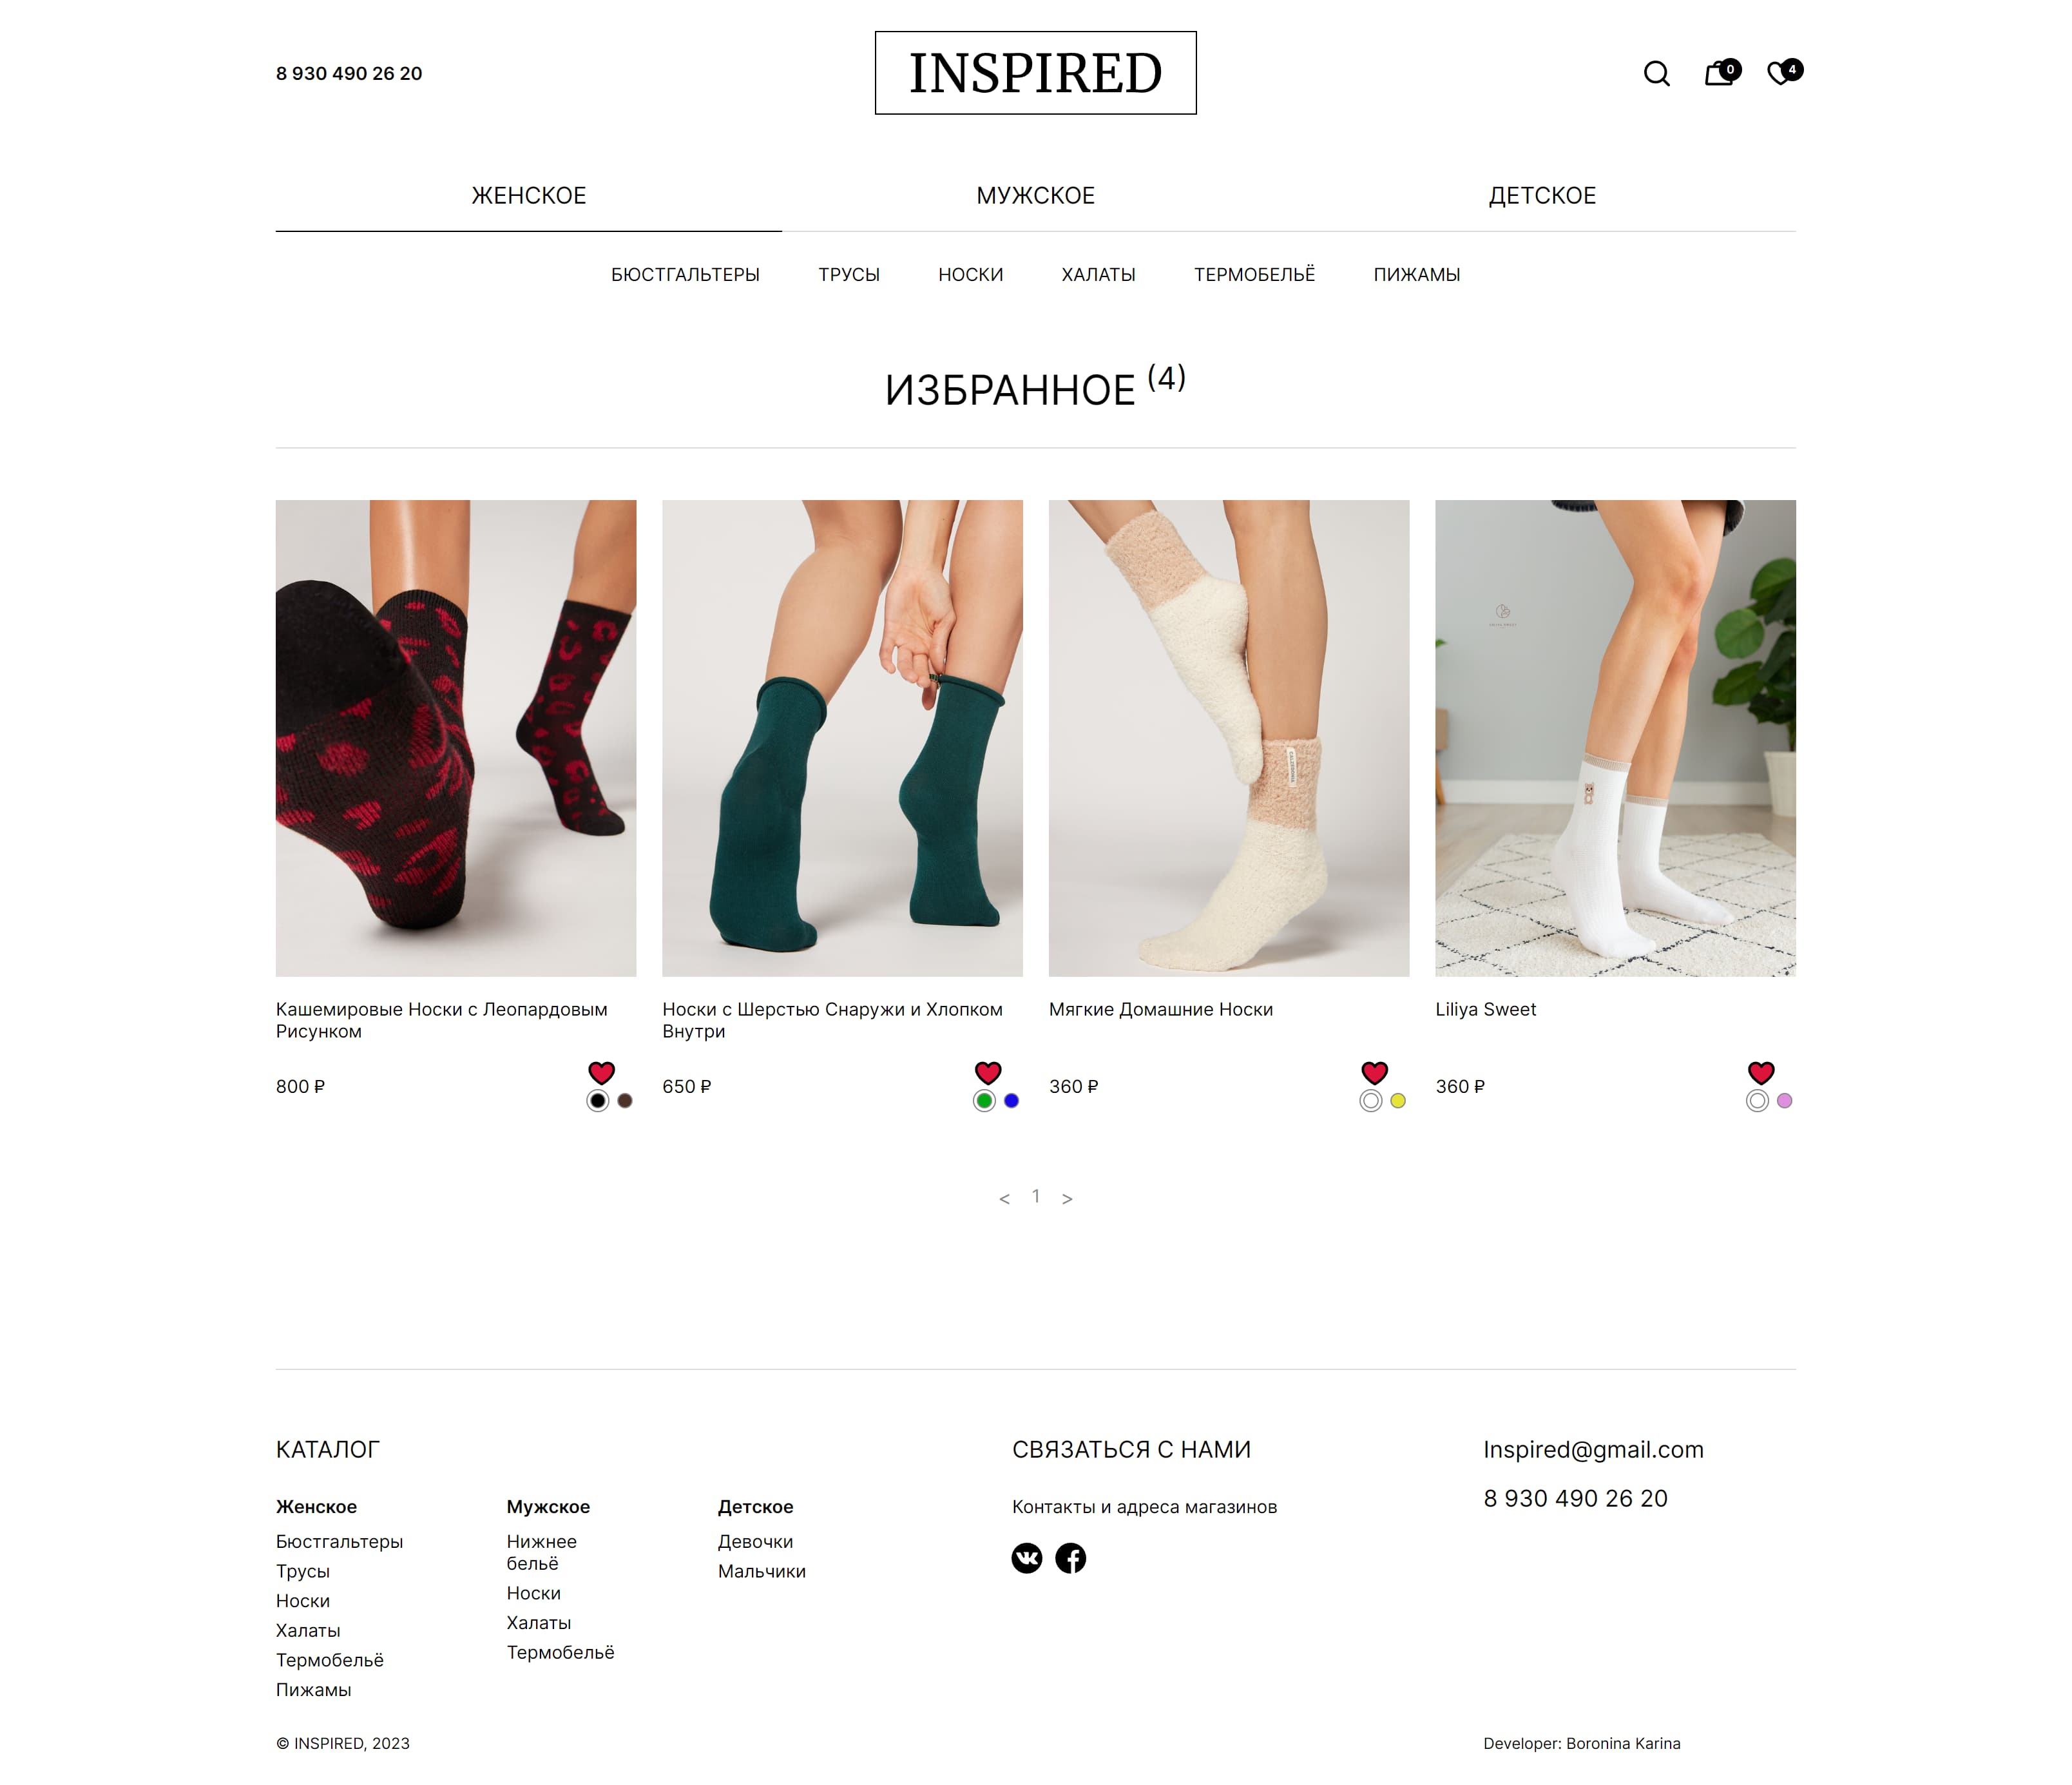 8 930 490 26 20
INSPIRED
0
4
ЖЕНСКОЕ
МУЖСКОЕ
ДЕТСКОЕ
БЮСТГАЛЬТЕРЫ
ТРУСЫ
НОСКИ
ХАЛАТЫ
ТЕРМОБЕЛЬЁ
ПИЖАМЫ
ИЗБРАННОЕ (4)
Кашемировые Носки с Леопардовым
Рисунком
800 ₽
Носки с Шерстью Снаружи и Хлопком
Внутри
650 ₽
Мягкие Домашние Носки
360 ₽
Liliya Sweet
360 ₽
< 1 >
КАТАЛОГ
Женское
Бюстгальтеры
Трусы
Носки
Халаты
Термобельё
Пижамы
Мужское
Нижнее
бельё
Носки
Халаты
Термобельё
Детское
Девочки
Мальчики
СВЯЗАТЬСЯ С НАМИ
Контакты и адреса магазинов
Inspired@gmail.com
8 930 490 26 20
© INSPIRED, 2023
Developer: Boronina Karina